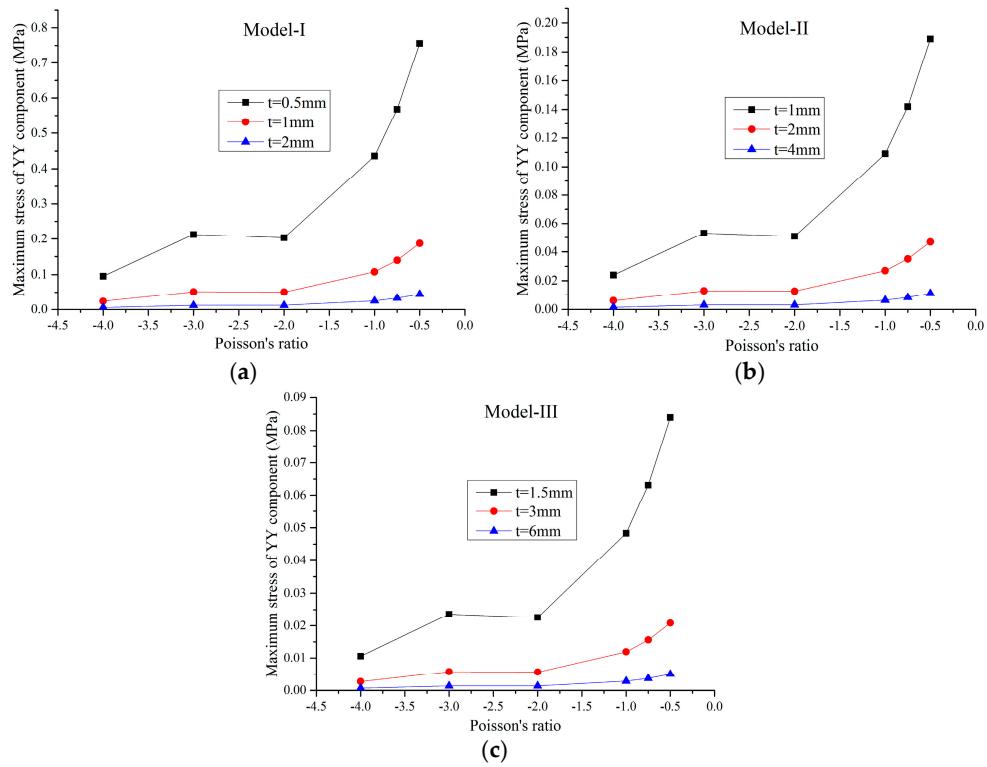 Model-I
Maximum stress of YY component (MPa)
0.8
0.7
0.6
0.5
0.4
0.3
0.2
0.1
0.0
t=0.5mm
t=1mm
t=2mm
-4.5 -4.0 -3.5 -3.0 -2.5 -2.0 -1.5 -1.0 -0.5 0.0
Poisson's ratio
(a)
Model-II
Maximum stress of YY component (MPa)
0.20
0.18
0.16
0.14
0.12
0.10
0.08
0.06
0.04
0.02
0.00
t=1mm
t=2mm
t=4mm
-4.5 -4.0 -3.5 -3.0 -2.5 -2.0 -1.5 -1.0 -0.5 0.0
Poisson's ratio
(b)
Model-III
Maximum stress of YY component (MPa)
0.09
0.08
0.07
0.06
0.05
0.04
0.03
0.02
0.01
0.00
t=1.5mm
t=3mm
t=6mm
-4.5 -4.0 -3.5 -3.0 -2.5 -2.0 -1.5 -1.0 -0.5 0.0
Poisson's ratio
(c)